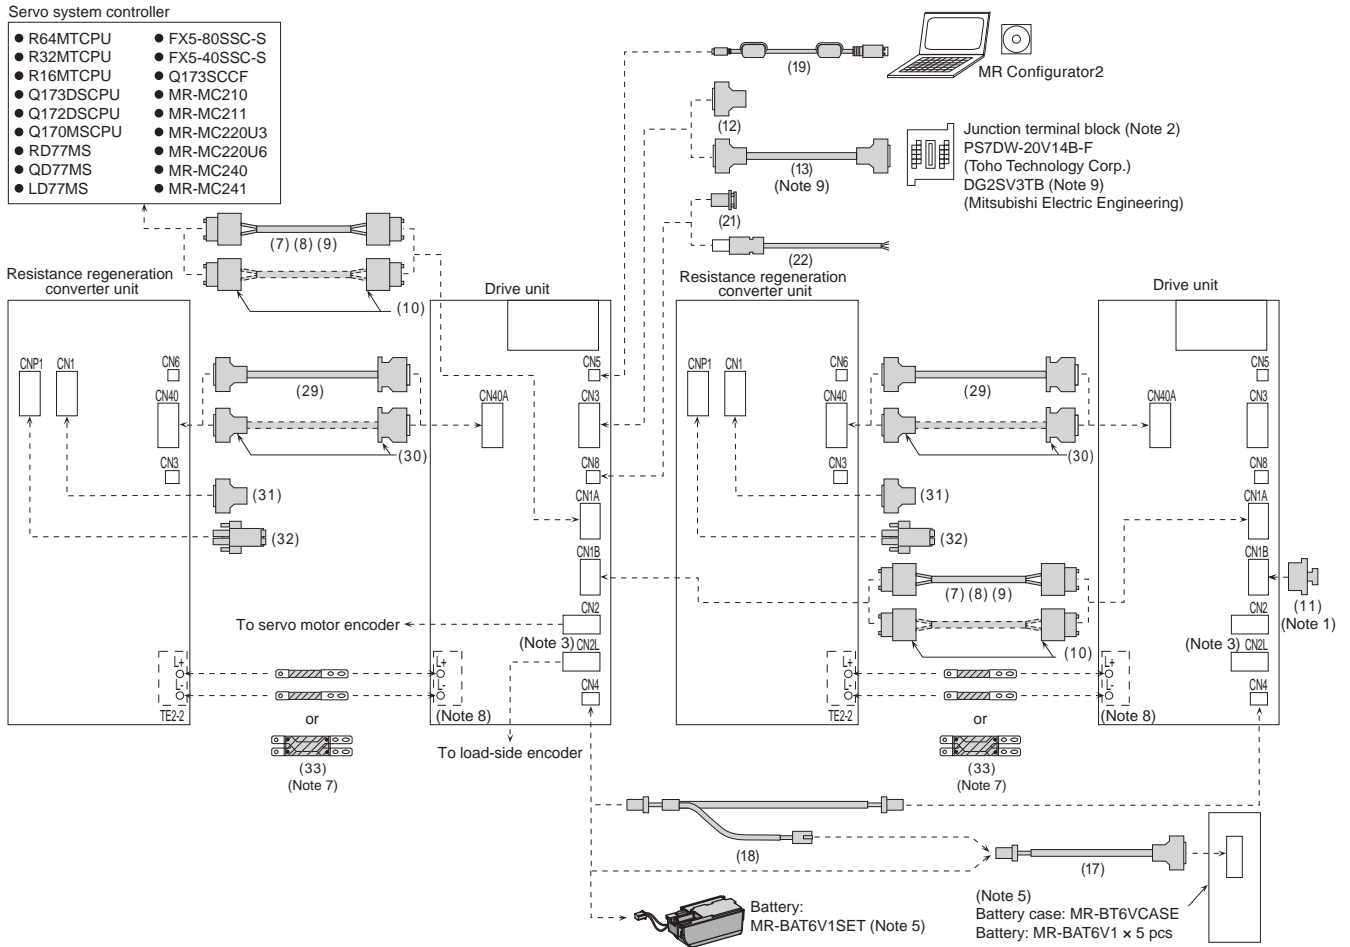 Servo system controller
● R64MTCPU
● R32MTCPU
● R16MTCPU
● Q173DSCPU
● Q172DSCPU
● Q170MSCPU
● RD77MS
● QD77MS
● LD77MS
● FX5-80SSC-S
● FX5-40SSC-S
● Q173SCCF
● MR-MC210
● MR-MC211
● MR-MC220U3
● MR-MC220U6
● MR-MC240
● MR-MC241
(19)
MR Configurator2
(12)
(13)
(Note 9)
Junction terminal block (Note 2)
PS7DW-20V14B-F
(Toho Technology Corp.)
DG2SV3TB (Note 9)
(Mitsubishi Electric Engineering)
(21)
(22)
(7) (8) (9)
(10)
Resistance regeneration
converter unit
Drive unit
Resistance regeneration
converter unit
Drive unit
CNP1
CN1
CN6
CN40
CN3
(29)
(30)
(31)
(32)
CN40A
CN5
CN3
CN8
CN1A
CN1B
CN2
(Note 3)
CN2L
CN4
To servo motor encoder
L+
L-
TE2-2
or
(33)
(Note 7)
L+
L-
(Note 8)
To load-side encoder
CNP1
CN1
CN6
CN40
CN3
(29)
(30)
(31)
(32)
(7) (8) (9)
(10)
CN40A
CN5
CN3
CN8
CN1A
CN1B
CN2
(Note 3)
CN2L
CN4
(11)
(Note 1)
L+
L-
TE2-2
or
(33)
(Note 7)
L+
L-
(Note 8)
(18)
(17)
Battery:
MR-BAT6V1SET (Note 5)
(Note 5)
Battery case: MR-BT6VCASE
Battery: MR-BAT6V1 × 5 pcs